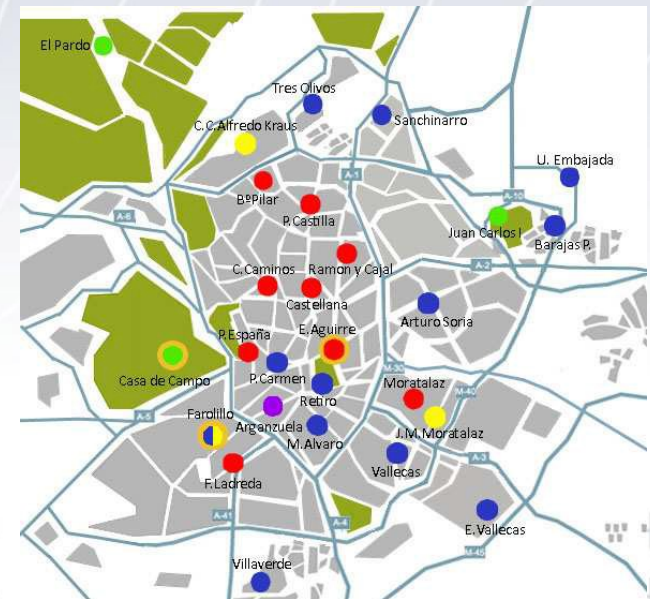 El Pardo
Tres Olivos
Sanchinarro
C.C.Alfredo Kraus
U. Embajada
A-1
BºPilar
A-10
P.Castilla
A-6
Juan Carlos I
Barajas P.
C.Caminos
Ramon y Cajal
A-2
Castellana
Arturo Soria
P.España
E.Aguirre
M-30
Casa de Campo
P.Carmen
Moratalaz
M-40
Retiro
A-5
Farolillo
Arganzuela
J.M.Moratalaz
M.Alvaro
A-3
Vallecas
F.Ladreda
A-41
A-4
E.Vallecas
M-45
Villaverde